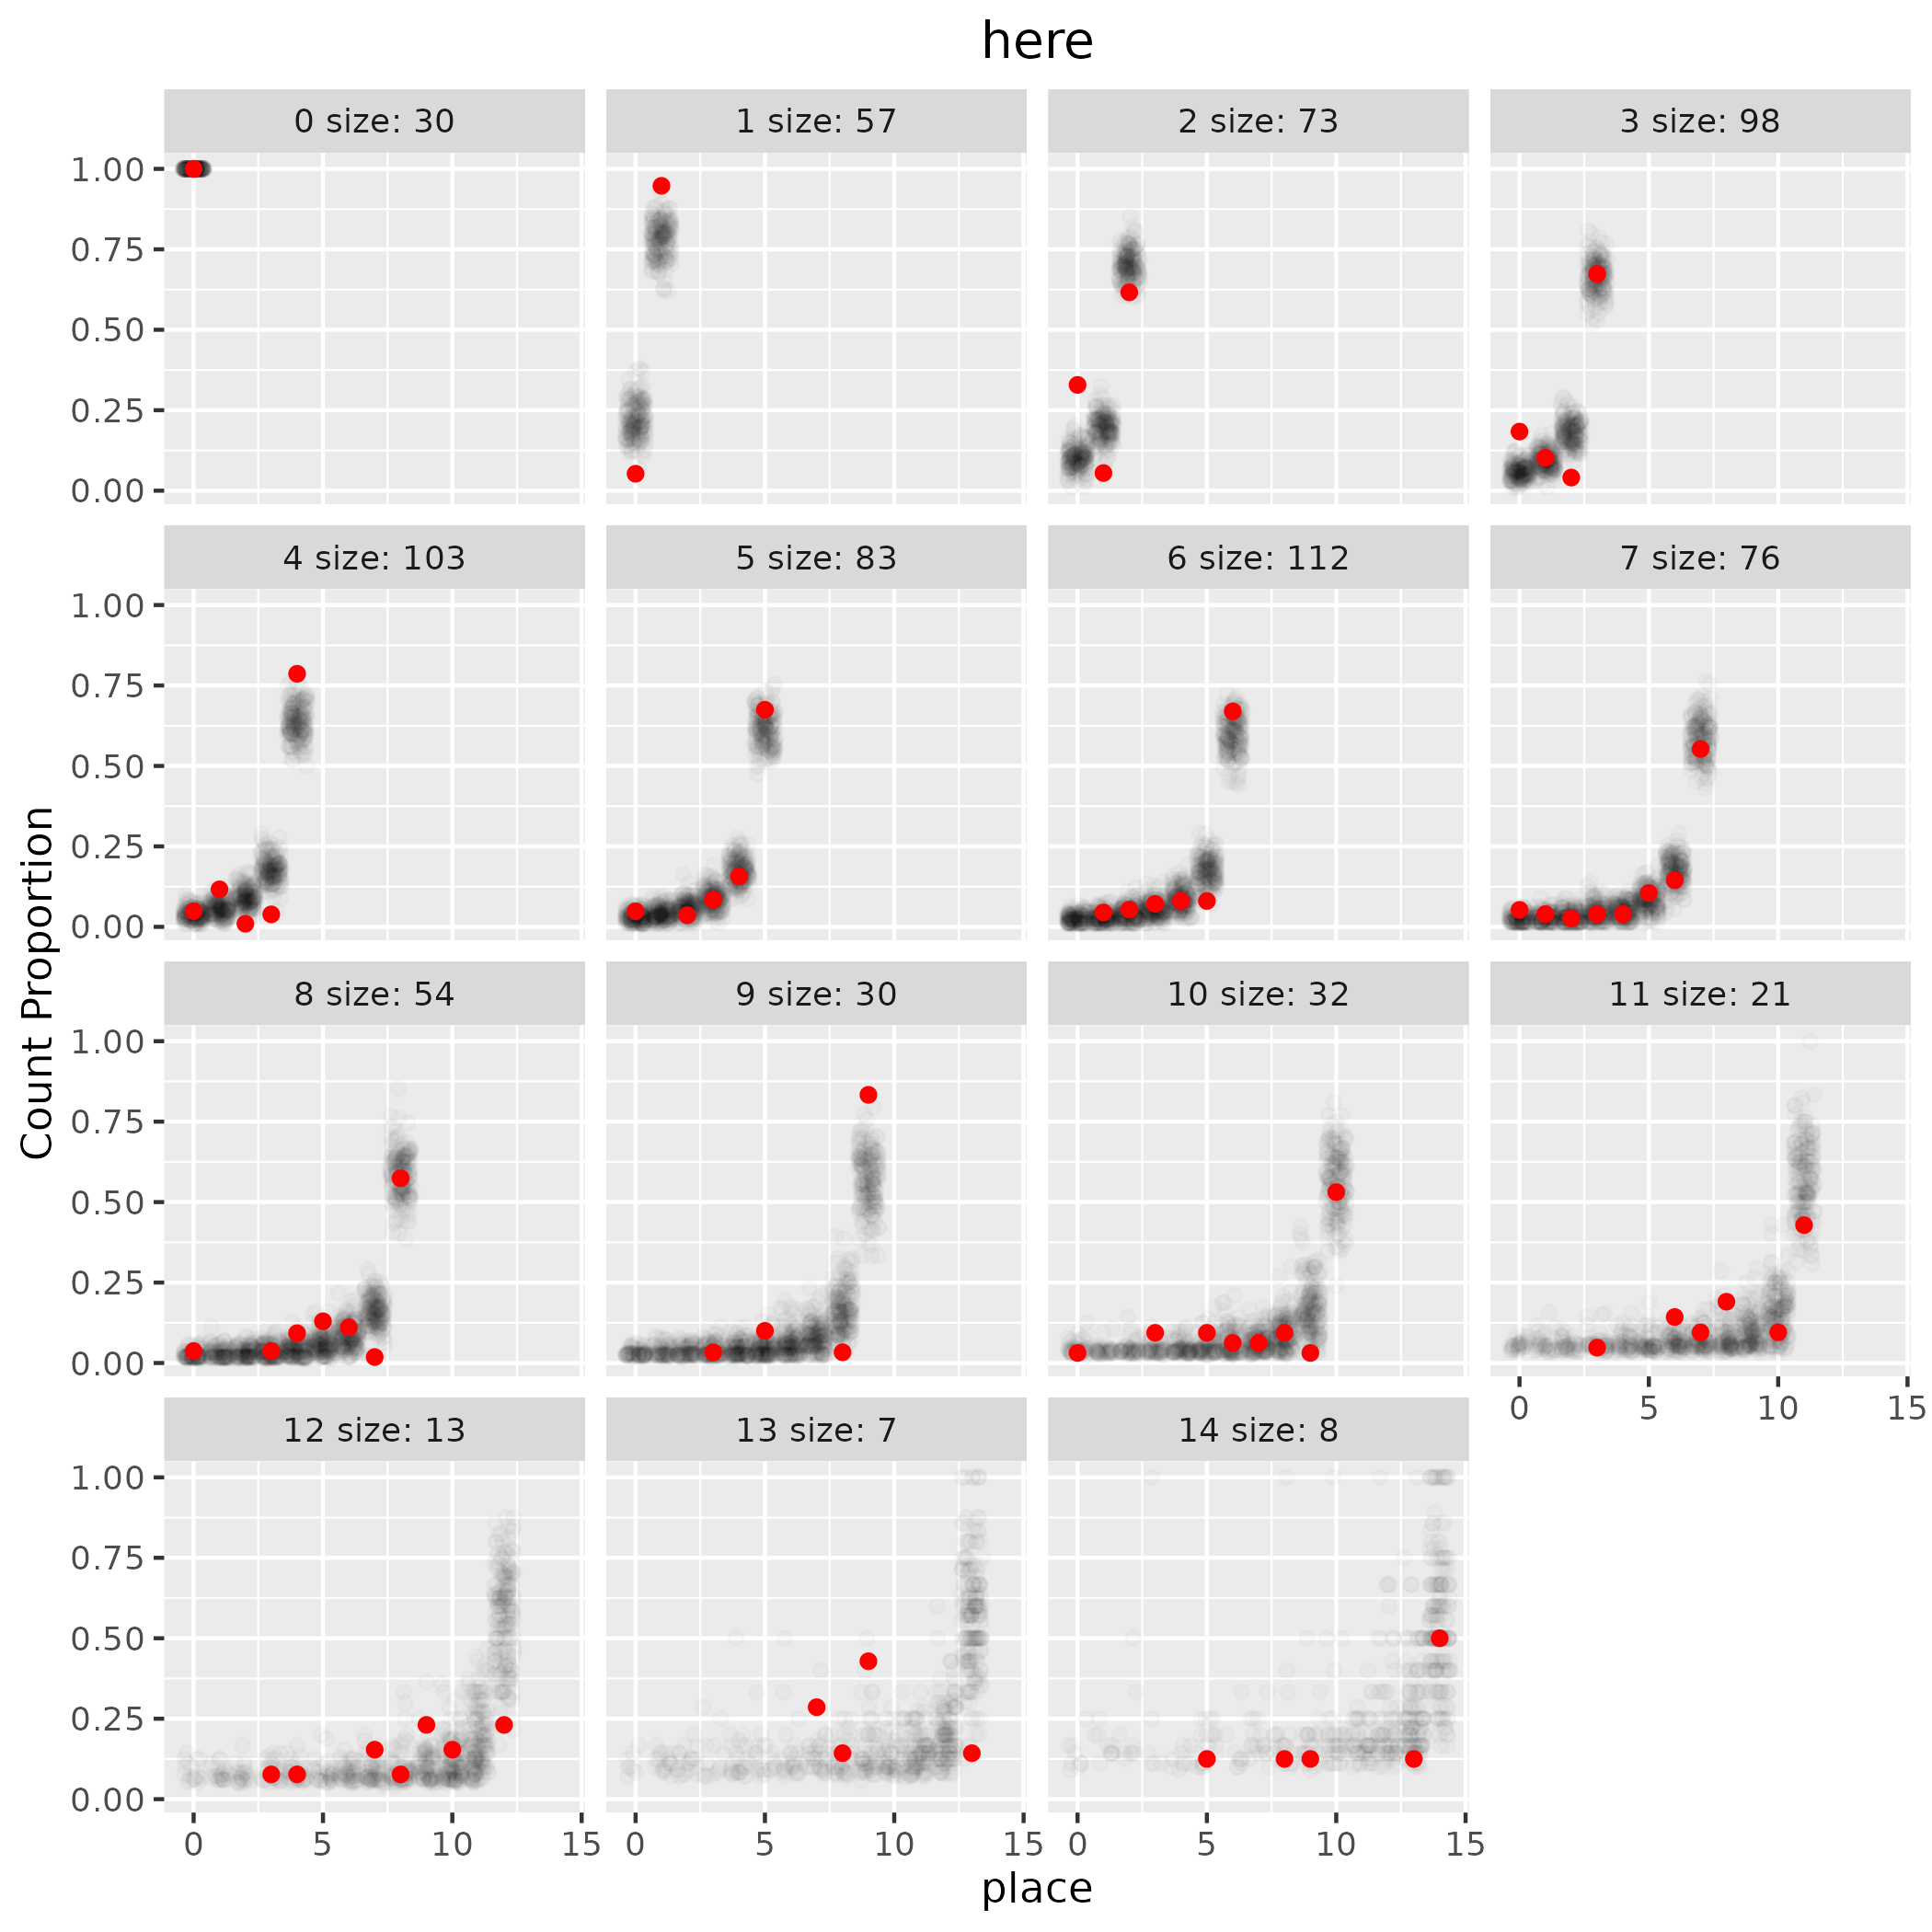 here
0 size: 30
1 size: 57
2 size: 73
3 size: 98
1.00
0.75
0.50
0.25
0.00
4 size: 103
5 size: 83
6 size: 112
7 size: 76
1.00
0.75
0.50
0.25
0.00
Count Proportion
8 size: 54
9 size: 30
10 size: 32
11 size: 21
1.00
0.75
0.50
0.25
0.00
0 5 10 15
12 size: 13
13 size: 7
14 size: 8
1.00
0.75
0.50
0.25
0.00
0 5 10 15
0 5 10 15
0 5 10 15
place